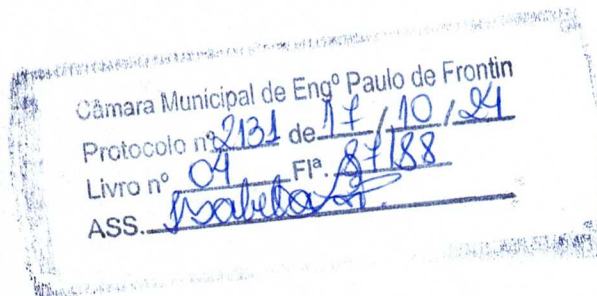 Câmara Municipal de Engº Paulo de Frontin
Protocolo nº 2131 de 17 / 10 / 24
Livro nº 04 Flª. 87/88
ASS. Isabela